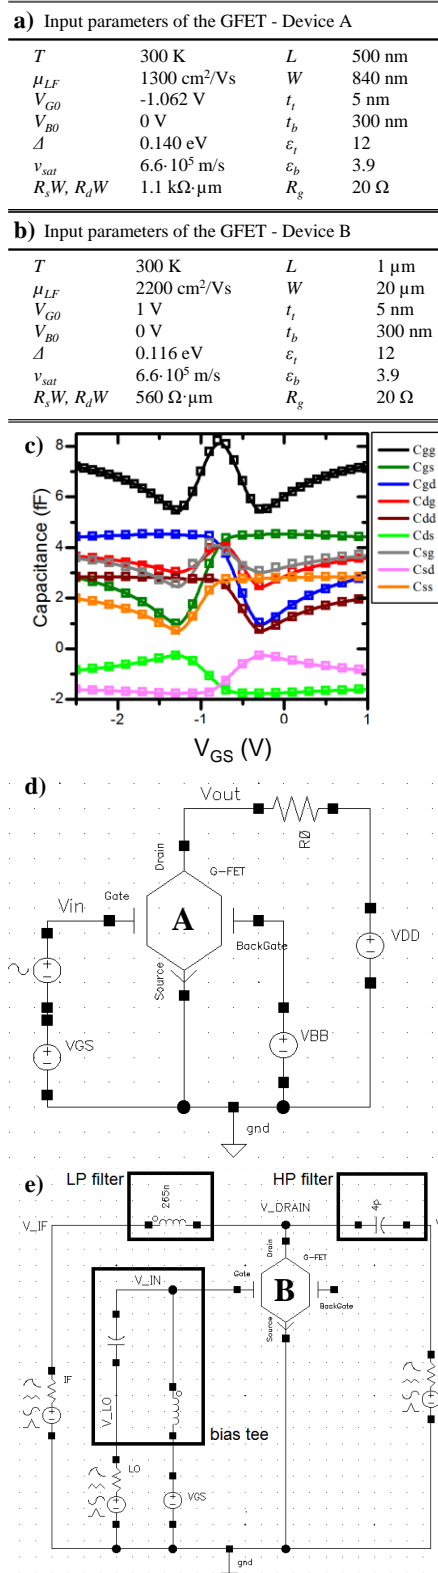 a) Input parameters of the GFET - Device A
T 300 K L 500 nm
μLF 1300 cm²/Vs W 840 nm
VG0 -1.062 V tt 5 nm
VB0 0 V tb 300 nm
Δ 0.140 eV εt 12
vsat 6.6·10⁵ m/s εb 3.9
RsW, RdW 1.1 kΩ·μm Rg 20 Ω
b) Input parameters of the GFET - Device B
T 300 K L 1 μm
μLF 2200 cm²/Vs W 20 μm
VG0 1 V tt 5 nm
VB0 0 V tb 300 nm
Δ 0.116 eV εt 12
vsat 6.6·10⁵ m/s εb 3.9
RsW, RdW 560 Ω·μm Rg 20 Ω
c)
8
6
4
2
0
-2
Capacitance (fF)
-2 -1 0 1
VGS (V)
Cgg
Cgs
Cgd
Cdg
Cdd
Cds
Csg
Csd
Css
d)
Vout
R0
Drain
G-FET
Gate
Vin
A
BackGate
VDD
Source
VGS
VBB
gnd
e)
LP filter
HP filter
265n
4p
V_IF
V_DRAIN
V
Drain
G-FET
V_IN
Gate
B
BackGate
Source
V_LO
IF
bias tee
LO
VGS
gnd